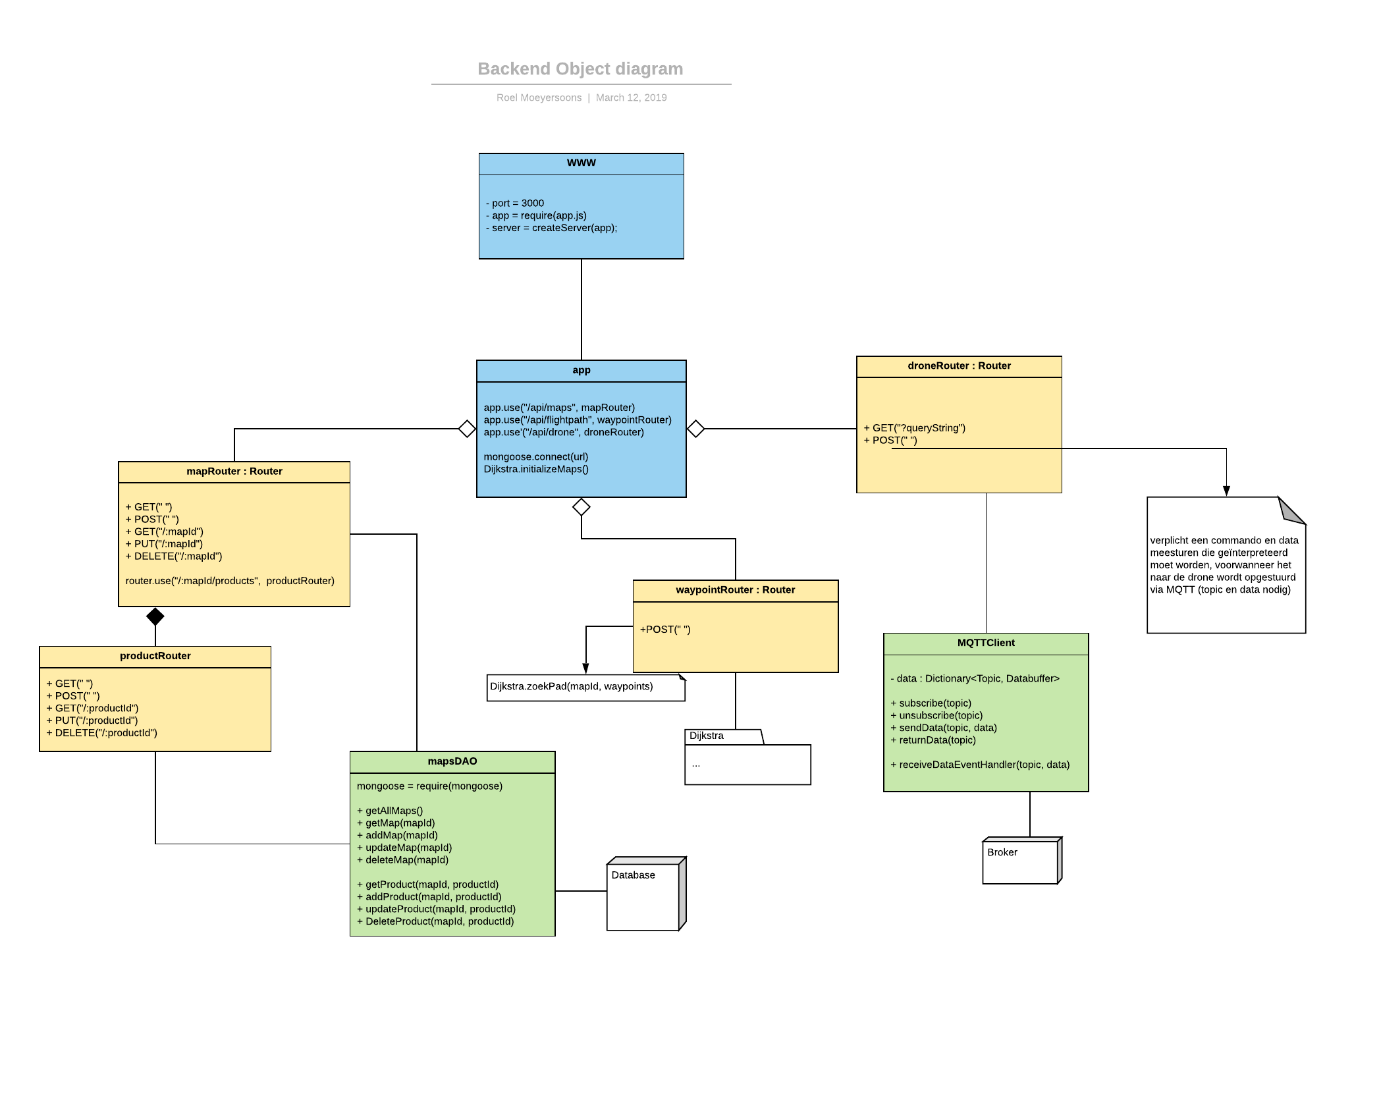 Backend Object diagram
Roel Moeyersoons | March 12, 2019
WWW
- port = 3000
- app = require(app.js)
- server = createServer(app);
app
app.use("/api/maps", mapRouter)
app.use("/api/flightpath", waypointRouter)
app.use'("/api/drone", droneRouter)
mongoose.connect(url)
Dijkstra.initializeMaps()
droneRouter : Router
+ GET("?queryString")
+ POST(" ")
mapRouter : Router
+ GET(" ")
+ POST(" ")
+ GET("/:mapId")
+ PUT("/:mapId")
+ DELETE("/:mapId")
router.use("/:mapId/products", productRouter)
verplicht een commando en data
meesturen die geïnterpreteerd
moet worden, voorwanneer het
naar de drone wordt opgestuurd
via MQTT (topic en data nodig)
waypointRouter : Router
+POST(" ")
productRouter
+ GET(" ")
+ POST(" ")
+ GET("/:productId")
+ PUT("/:productId")
+ DELETE("/:productId")
Dijkstra.zoekPad(mapId, waypoints)
MQTTClient
- data : Dictionary<Topic, Databuffer>
+ subscribe(topic)
+ unsubscribe(topic)
+ sendData(topic, data)
+ returnData(topic)
+ receiveDataEventHandler(topic, data)
Dijkstra
...
mapsDAO
mongoose = require(mongoose)
+ getAllMaps()
+ getMap(mapId)
+ addMap(mapId)
+ updateMap(mapId)
+ deleteMap(mapId)
+ getProduct(mapId, productId)
+ addProduct(mapId, productId)
+ updateProduct(mapId, productId)
+ DeleteProduct(mapId, productId)
Database
Broker